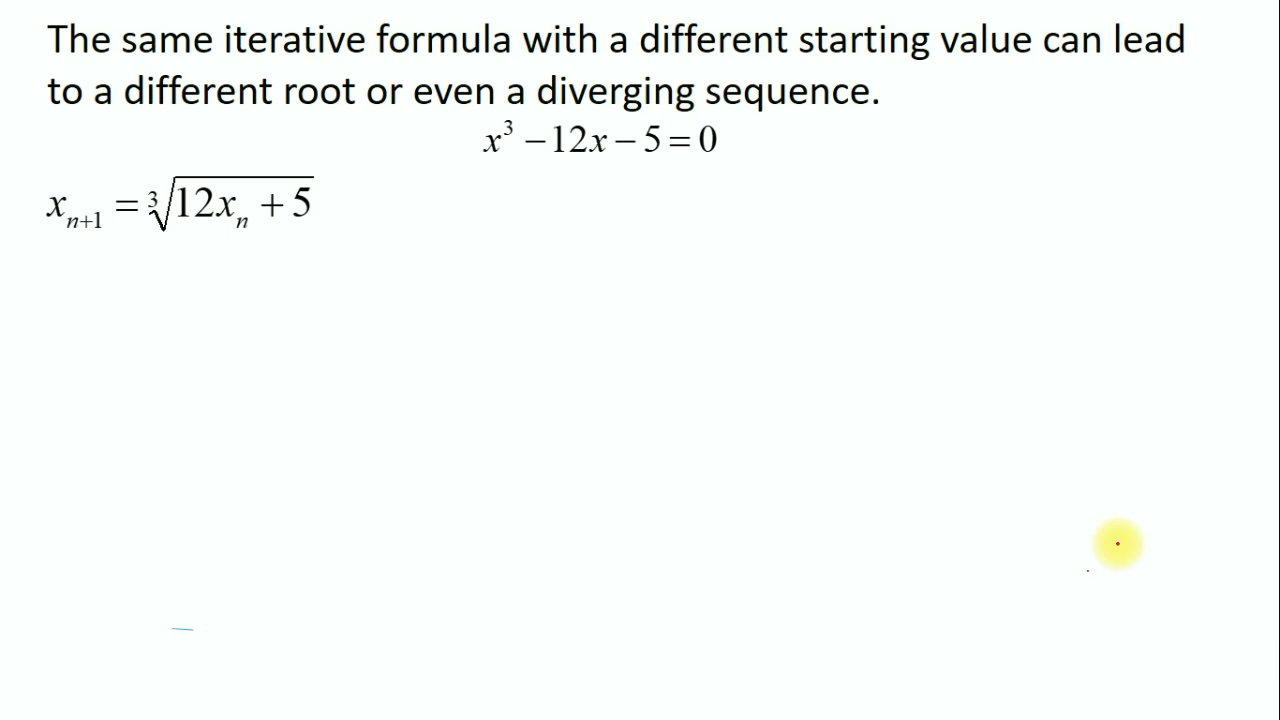 The same iterative formula with a different starting value can lead
to a different root or even a diverging sequence.
x³ − 12x − 5 = 0
xₙ₊₁ = ∛(12xₙ + 5)